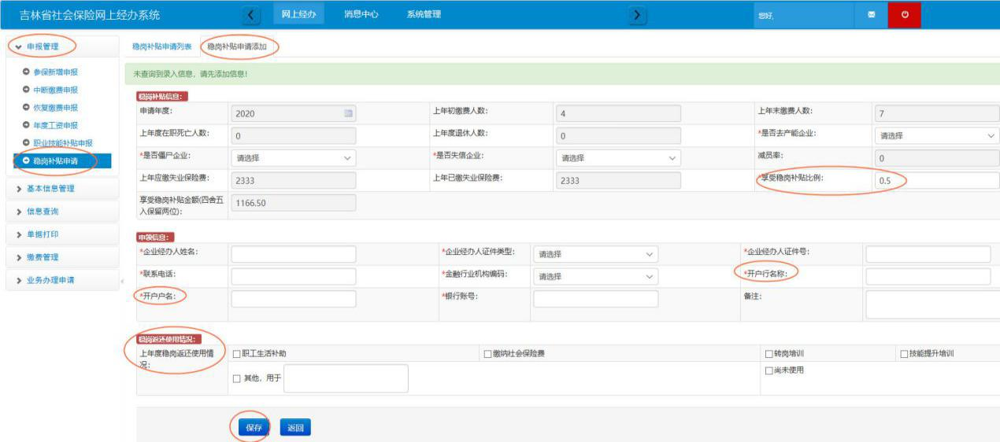 吉林省社会保险网上经办系统
网上经办 消息中心 系统管理 您好,
申报管理
参保新增申报
中断缴费申报
恢复缴费申报
年度工资申报
职业技能补贴申报
稳岗补贴申请
基本信息管理
信息查询
单据打印
缴费管理
业务办理申请
稳岗补贴申请列表 稳岗补贴申请添加
未查询到录入信息，请先添加信息!
稳岗补贴信息:
申请年度: 2020 上年初缴费人数: 4 上年末缴费人数: 7
上年度在职死亡人数: 0 上年度退休人数: 0 *是否去产能企业: 请选择
*是否僵尸企业: 请选择 *是否失信企业: 请选择 减员率: 0
上年应缴失业保险费: 2333 上年已缴失业保险费: 2333 *享受稳岗补贴比例: 0.5
享受稳岗补贴金额(四舍五
入保留两位): 1166.50
申领信息:
*企业经办人姓名: *企业经办人证件类型: 请选择 *企业经办人证件号:
*联系电话: *金融行业机构编码: 请选择 *开户行名称:
*开户户名: *银行账号: 备注:
稳岗返还使用情况:
上年度稳岗返还使用情
况: 职工生活补助 缴纳社会保险费 转岗培训 技能提升培训
其他，用于 尚未使用
保存 返回